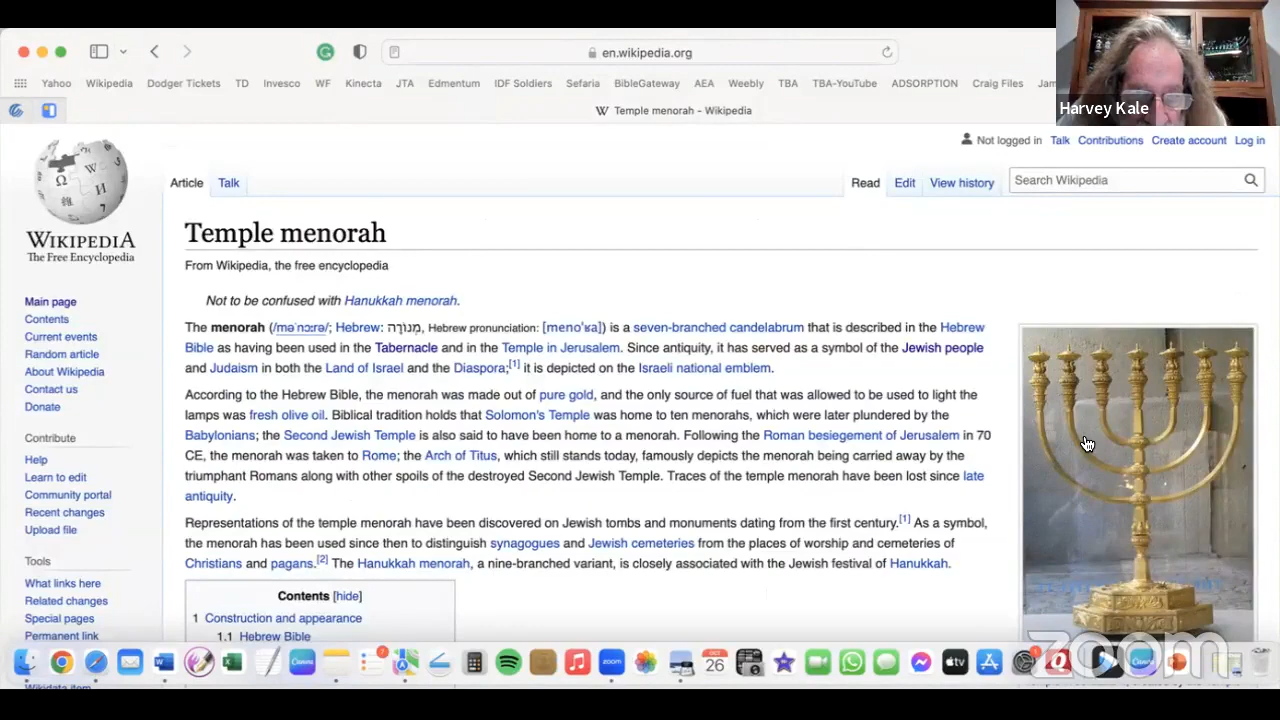 en.wikipedia.org
Yahoo Wikipedia Dodger Tickets TD Invesco WF Kinecta JTA Edmentum IDF Soldiers Sefaria BibleGateway AEA Weebly TBA TBA-YouTube ADSORPTION Craig Files
Harvey Kale
Temple menorah – Wikipedia
Not logged in Talk Contributions Create account Log in
Article Talk Read Edit View history Search Wikipedia
WIKIPEDIA
The Free Encyclopedia
Temple menorah
From Wikipedia, the free encyclopedia
Not to be confused with Hanukkah menorah.
The menorah (/məˈnɔːrə/; Hebrew: מְנוֹרָה, Hebrew pronunciation: [menoˈʁa]) is a seven-branched candelabrum that is described in the Hebrew
Bible as having been used in the Tabernacle and in the Temple in Jerusalem. Since antiquity, it has served as a symbol of the Jewish people
and Judaism in both the Land of Israel and the Diaspora;[1] it is depicted on the Israeli national emblem.
According to the Hebrew Bible, the menorah was made out of pure gold, and the only source of fuel that was allowed to be used to light the
lamps was fresh olive oil. Biblical tradition holds that Solomon's Temple was home to ten menorahs, which were later plundered by the
Babylonians; the Second Jewish Temple is also said to have been home to a menorah. Following the Roman besiegement of Jerusalem in 70
CE, the menorah was taken to Rome; the Arch of Titus, which still stands today, famously depicts the menorah being carried away by the
triumphant Romans along with other spoils of the destroyed Second Jewish Temple. Traces of the temple menorah have been lost since late
antiquity.
Representations of the temple menorah have been discovered on Jewish tombs and monuments dating from the first century.[1] As a symbol,
the menorah has been used since then to distinguish synagogues and Jewish cemeteries from the places of worship and cemeteries of
Christians and pagans.[2] The Hanukkah menorah, a nine-branched variant, is closely associated with the Jewish festival of Hanukkah.
Contents [hide]
1 Construction and appearance
1.1 Hebrew Bible
Main page
Contents
Current events
Random article
About Wikipedia
Contact us
Donate
Contribute
Help
Learn to edit
Community portal
Recent changes
Upload file
Tools
What links here
Related changes
Special pages
Permanent link
zoom
OCT
26
tv
zoom